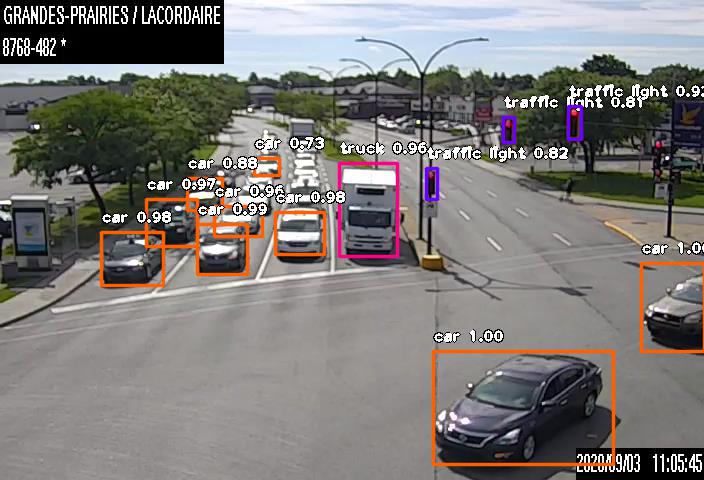 GRANDES-PRAIRIES / LACORDAIRE
8768-482 *
traffic light 0.92
traffic light 0.81
car 0.73
truck 0.96
traffic light 0.82
car 0.88
car 0.97
car 0.96
car 0.98
car 0.98
car 0.99
car 1.00
car 1.00
2020/09/03 11:05:45